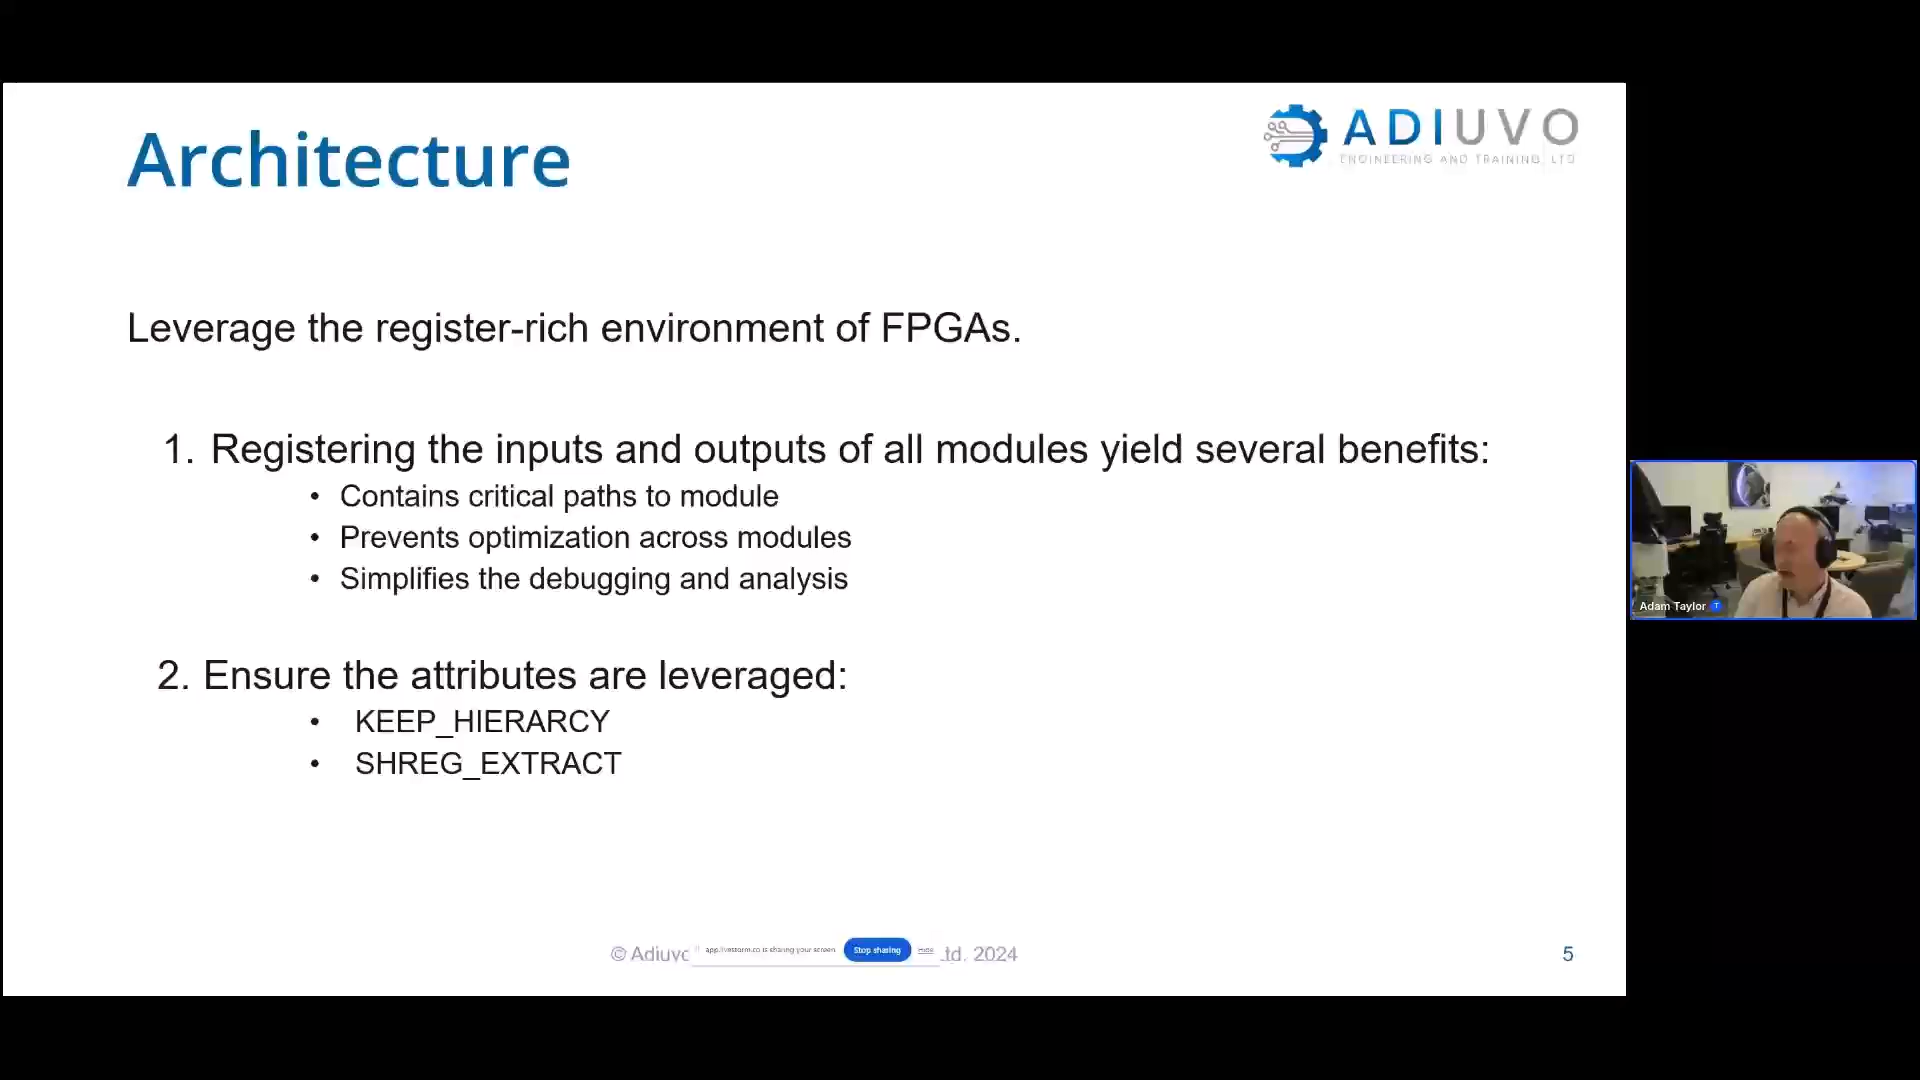 Architecture
ADIUVO
ENGINEERING AND TRAINING, LTD
Leverage the register-rich environment of FPGAs.
1. Registering the inputs and outputs of all modules yield several benefits:
• Contains critical paths to module
• Prevents optimization across modules
• Simplifies the debugging and analysis
Adam Taylor T
2. Ensure the attributes are leveraged:
• KEEP_HIERARCY
• SHREG_EXTRACT
© Adiuvo app.livestorm.co is sharing your screen Stop sharing Hide Ltd. 2024
5